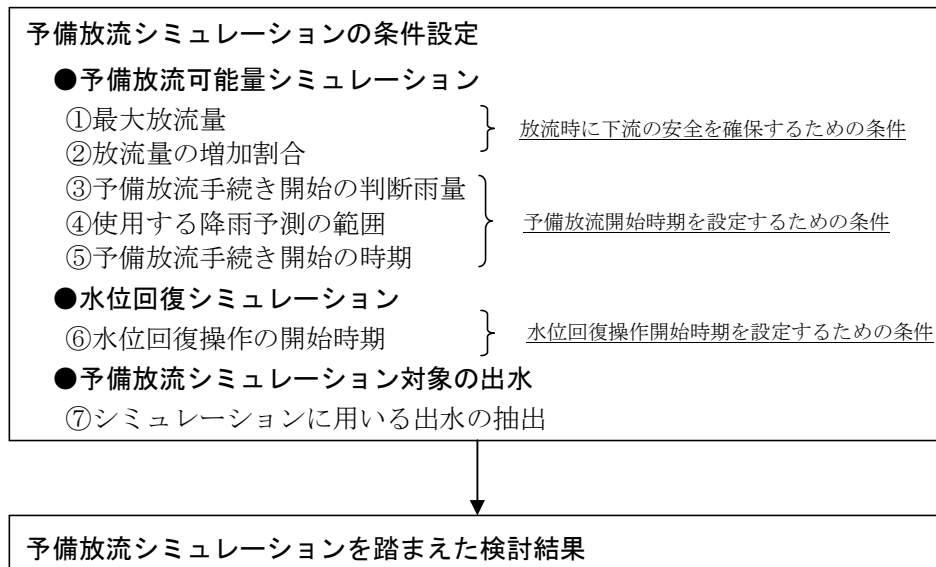 予備放流シミュレーションの条件設定
●予備放流可能量シミュレーション
①最大放流量
放流時に下流の安全を確保するための条件
②放流量の増加割合
③予備放流手続き開始の判断雨量
④使用する降雨予測の範囲
予備放流開始時期を設定するための条件
⑤予備放流手続き開始の時期
●水位回復シミュレーション
⑥水位回復操作の開始時期
水位回復操作開始時期を設定するための条件
●予備放流シミュレーション対象の出水
⑦シミュレーションに用いる出水の抽出
予備放流シミュレーションを踏まえた検討結果